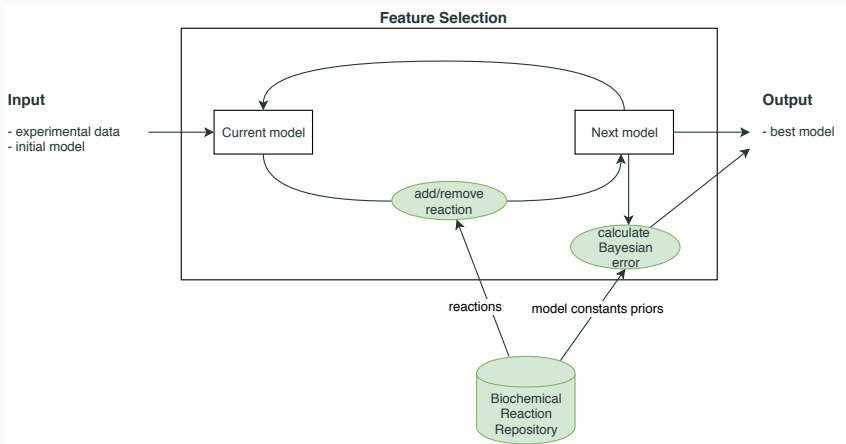 Feature Selection
Input
- experimental data
- initial model
Current model
Next model
Output
- best model
add/remove
reaction
calculate
Bayesian
error
reactions
model constants priors
Biochemical
Reaction
Repository